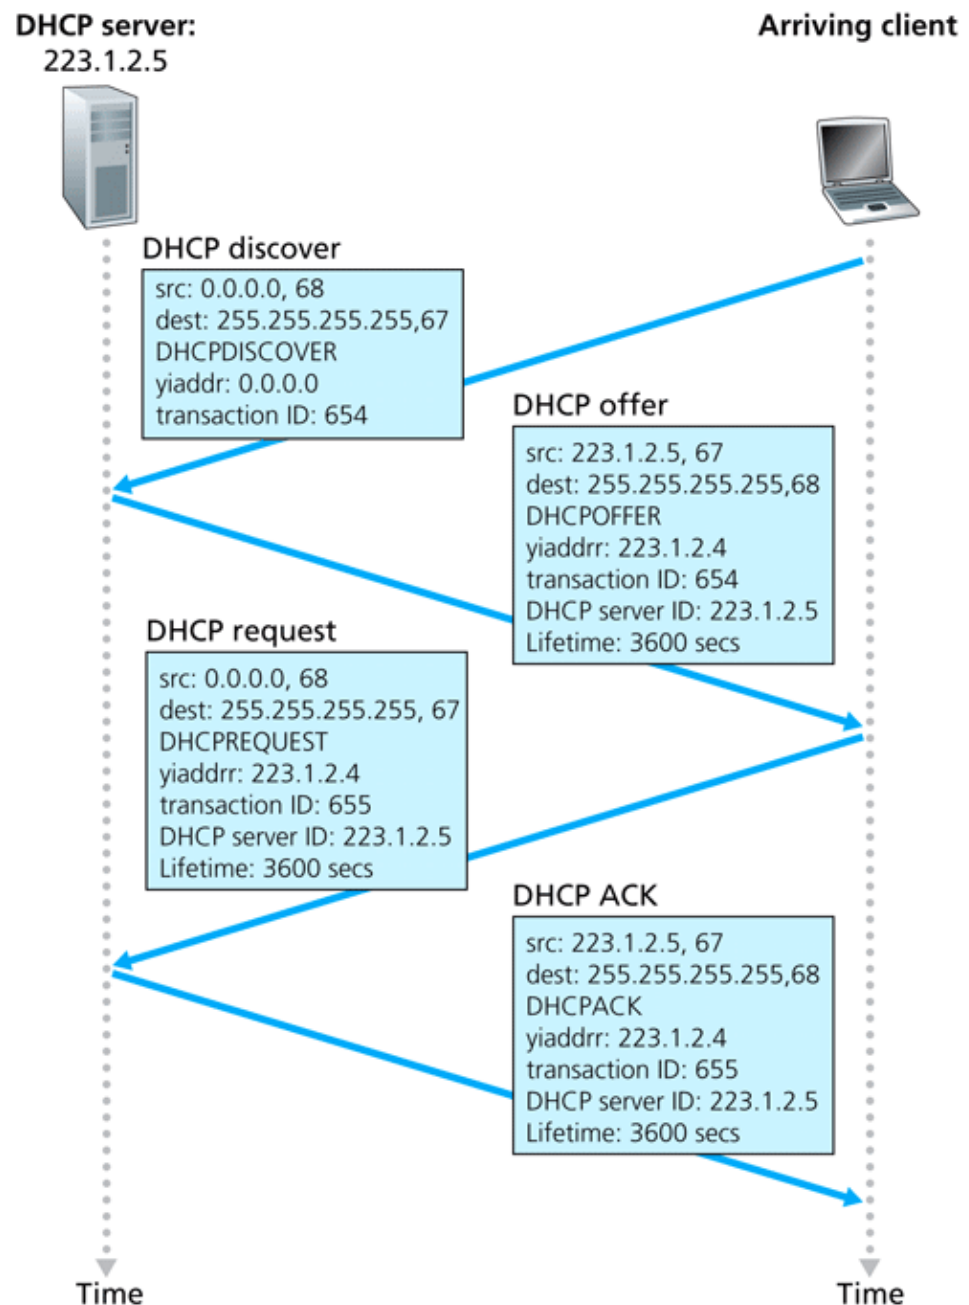 DHCP server:
223.1.2.5
Arriving client
DHCP discover
src: 0.0.0.0, 68
dest: 255.255.255.255,67
DHCPDISCOVER
yiaddr: 0.0.0.0
transaction ID: 654
DHCP offer
src: 223.1.2.5, 67
dest: 255.255.255.255,68
DHCPOFFER
yiaddrr: 223.1.2.4
transaction ID: 654
DHCP server ID: 223.1.2.5
Lifetime: 3600 secs
DHCP request
src: 0.0.0.0, 68
dest: 255.255.255.255, 67
DHCPREQUEST
yiaddrr: 223.1.2.4
transaction ID: 655
DHCP server ID: 223.1.2.5
Lifetime: 3600 secs
DHCP ACK
src: 223.1.2.5, 67
dest: 255.255.255.255,68
DHCPACK
yiaddrr: 223.1.2.4
transaction ID: 655
DHCP server ID: 223.1.2.5
Lifetime: 3600 secs
Time
Time